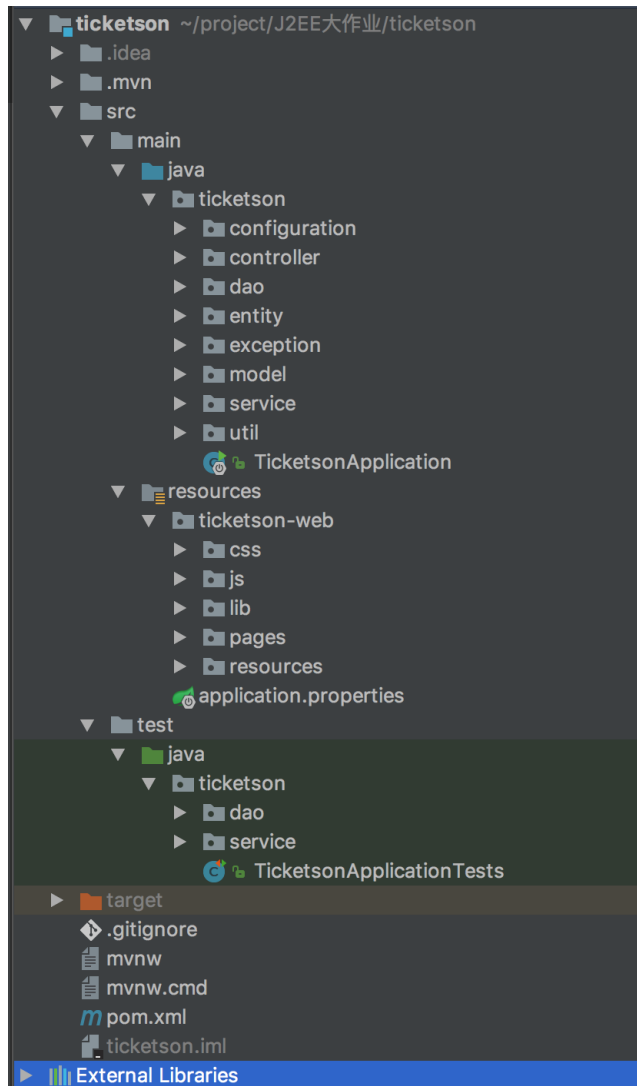 ticketson ~/project/J2EE大作业/ticketson
.idea
.mvn
src
main
java
ticketson
configuration
controller
dao
entity
exception
model
service
util
TicketsonApplication
resources
ticketson-web
css
js
lib
pages
resources
application.properties
test
java
ticketson
dao
service
TicketsonApplicationTests
target
.gitignore
mvnw
mvnw.cmd
pom.xml
ticketson.iml
External Libraries